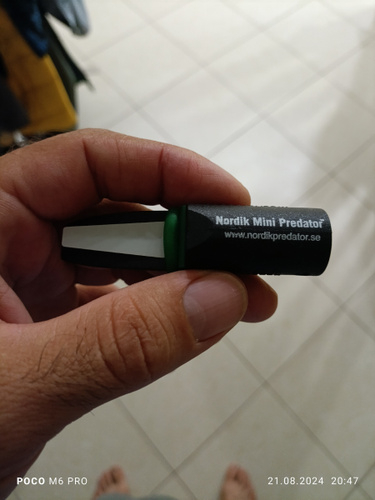 Nordik Mini Predator
www.nordikpredator.se
POCO M6 PRO
21.08.2024 20:47